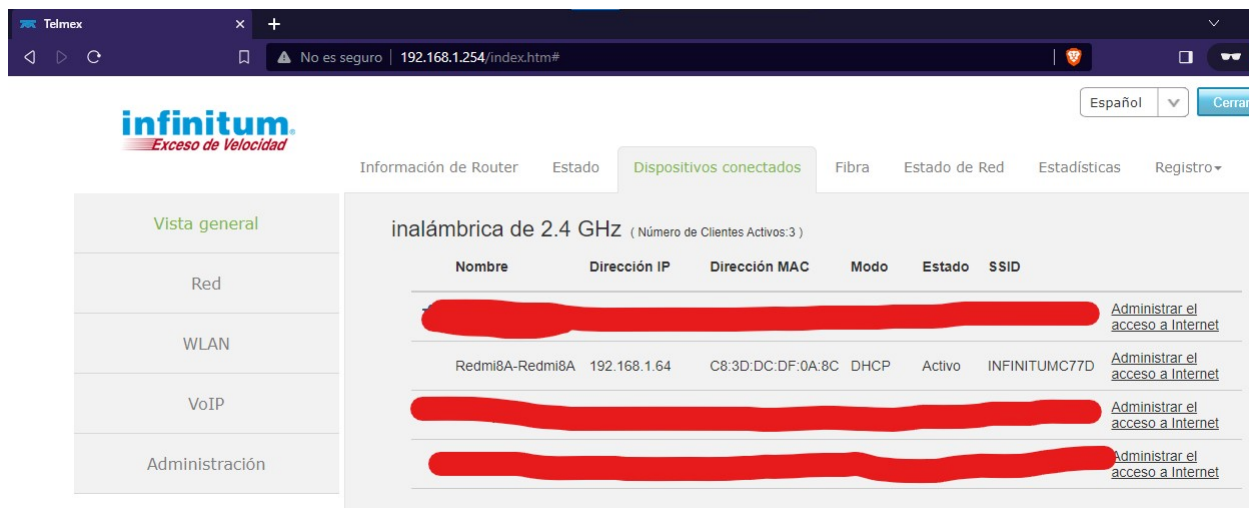 Telmex
No es seguro | 192.168.1.254/index.htm#
Español
Cerrar
infinitum.
Exceso de Velocidad
Información de Router Estado Dispositivos conectados Fibra Estado de Red Estadísticas Registro
Vista general
Red
WLAN
VoIP
Administración
inalámbrica de 2.4 GHz ( Número de Clientes Activos:3 )
Nombre Dirección IP Dirección MAC Modo Estado SSID
Administrar el
acceso a Internet
Redmi8A-Redmi8A 192.168.1.64 C8:3D:DC:DF:0A:8C DHCP Activo INFINITUMC77D Administrar el
acceso a Internet
Administrar el
acceso a Internet
Administrar el
acceso a Internet